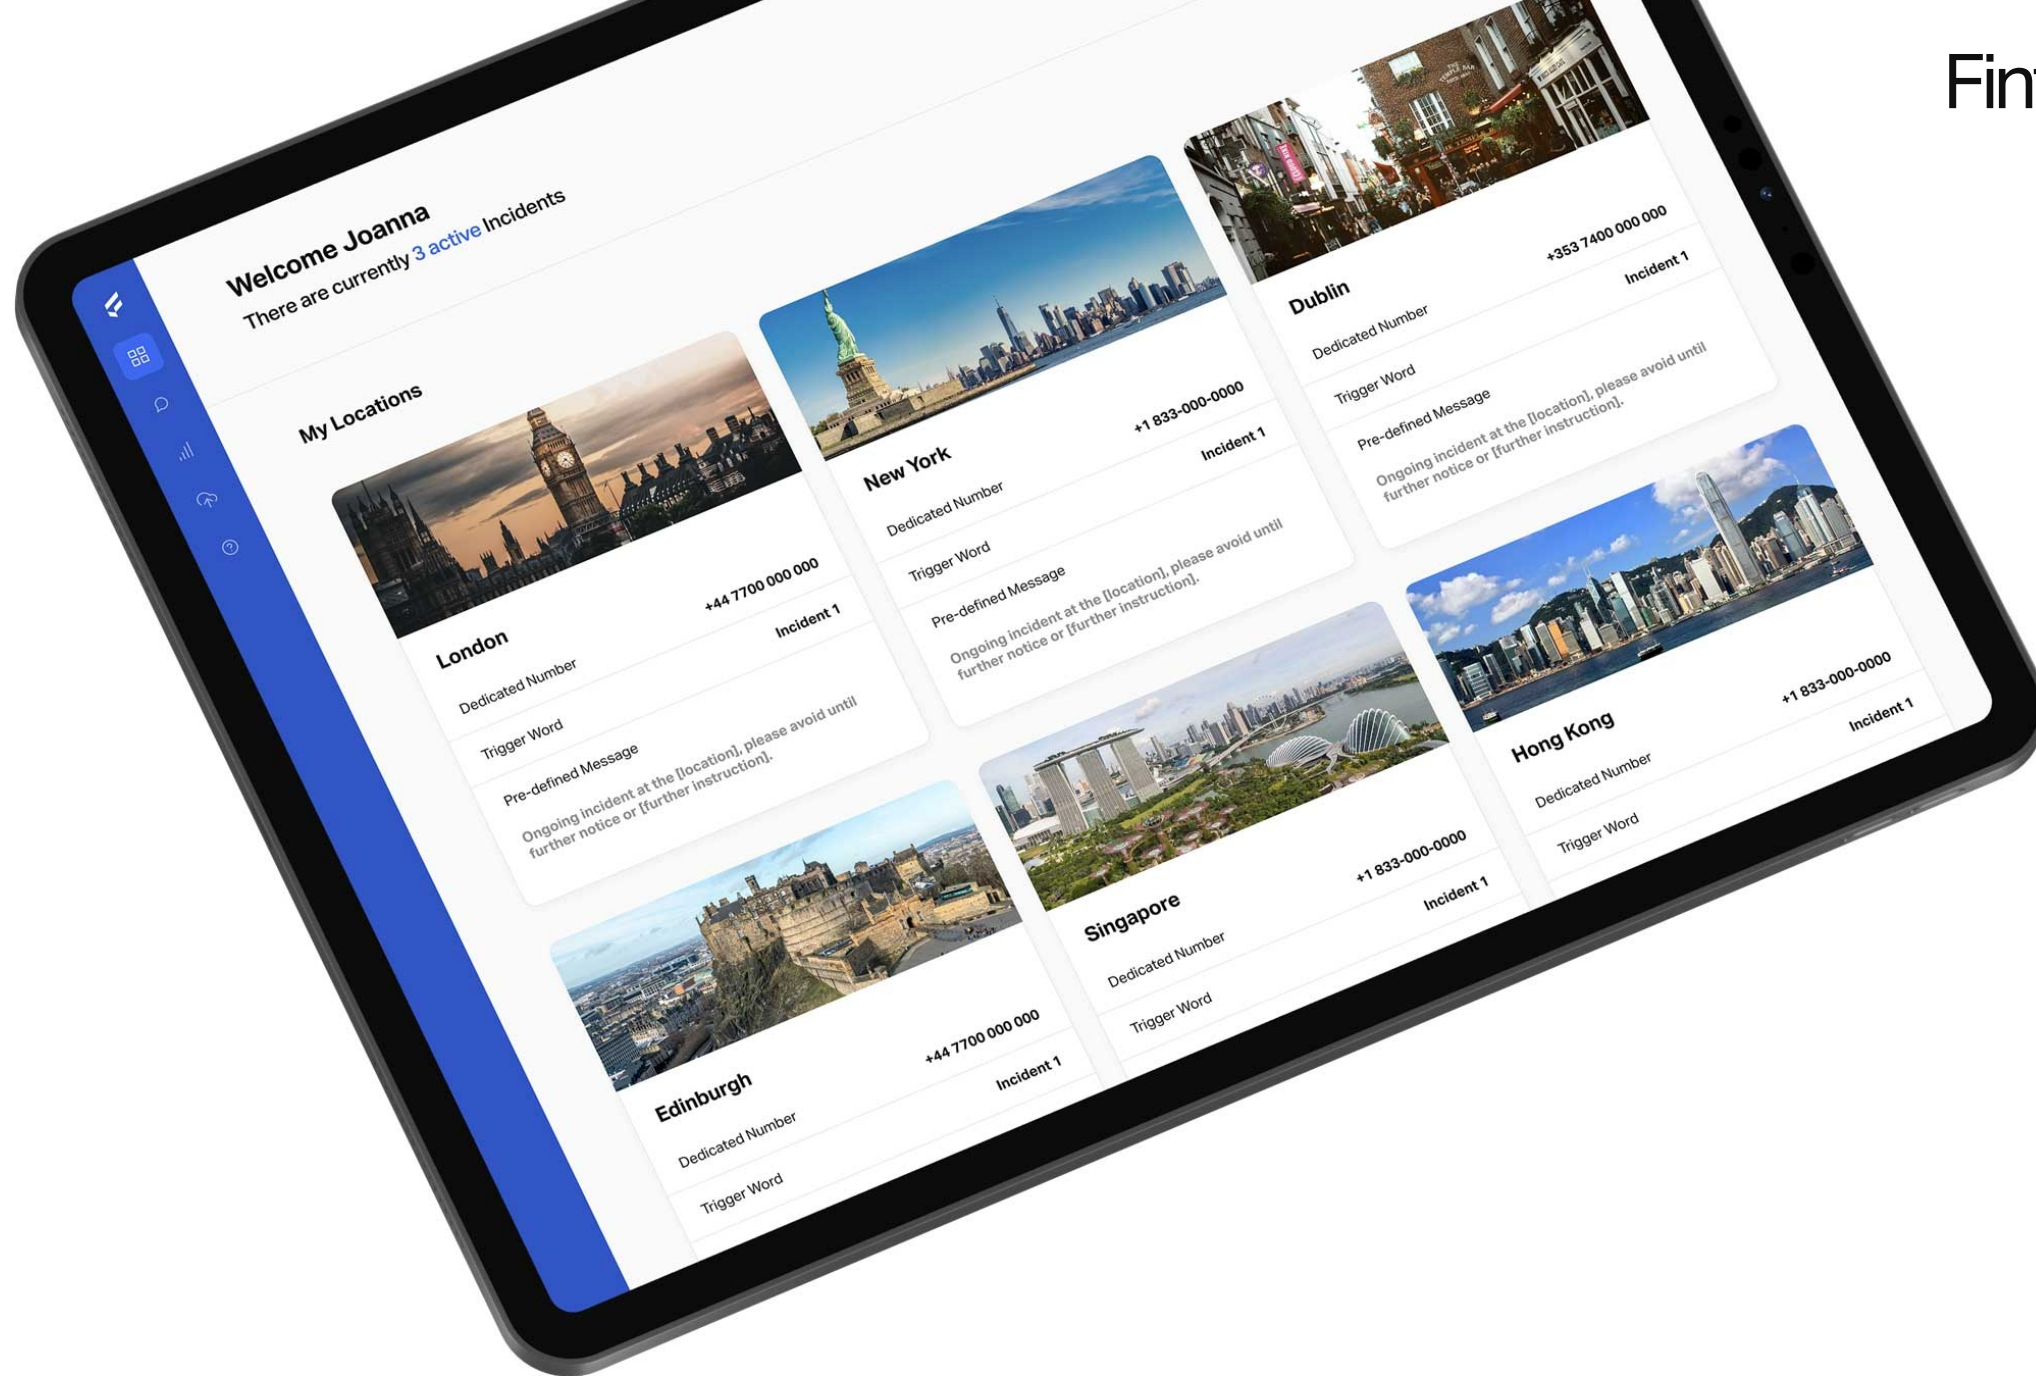 Fin
Welcome Joanna
There are currently 3 active Incidents
My Locations
London
Dedicated Number +44 7700 000 000
Trigger Word Incident 1
Pre-defined Message
Ongoing incident at the [location], please avoid until
further notice or [further instruction].
New York
Dedicated Number +1 833-000-0000
Trigger Word Incident 1
Pre-defined Message
Ongoing incident at the [location], please avoid until
further notice or [further instruction].
THE
TEMPLE BAR
Dublin
Dedicated Number +353 7400 000 000
Trigger Word Incident 1
Pre-defined Message
Ongoing incident at the [location], please avoid until
further notice or [further instruction].
Edinburgh
Dedicated Number +44 7700 000 000
Trigger Word Incident 1
Singapore
Dedicated Number +1 833-000-0000
Trigger Word Incident 1
Hong Kong
Dedicated Number +1 833-000-0000
Trigger Word Incident 1